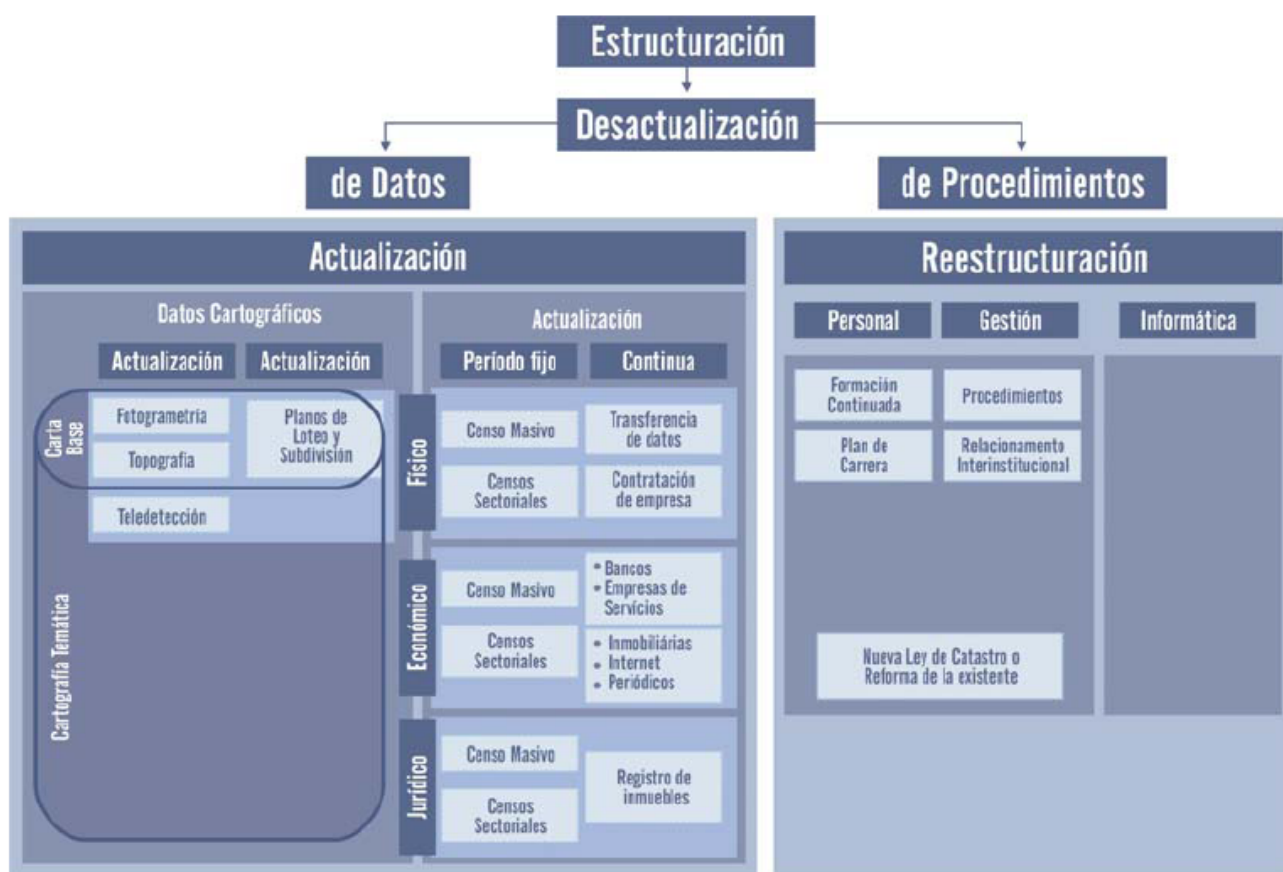 Estructuración
Desactualización
de Datos
de Procedimientos
Actualización
Datos Cartográficos
Actualización
Actualización
Carta
Base
Fotogrametría
Topografía
Planos de
Loteo y
Subdivisión
Teledetección
Cartografía Temática
Actualización
Período fijo
Continua
Físico
Censo Masivo
Transferencia
de datos
Censos
Sectoriales
Contratación
de empresa
Económico
Censo Masivo
• Bancos
• Empresas de
Servícios
Censos
Sectoriales
• Inmobiliárias
• Internet
• Periódicos
Jurídico
Censo Masivo
Censos
Sectoriales
Registro de
inmuebles
Reestructuración
Personal
Gestión
Informática
Formación
Continuada
Procedimientos
Plan de
Carrera
Relacionamento
Interinstitucional
Nueva Ley de Catastro o
Reforma de la existente